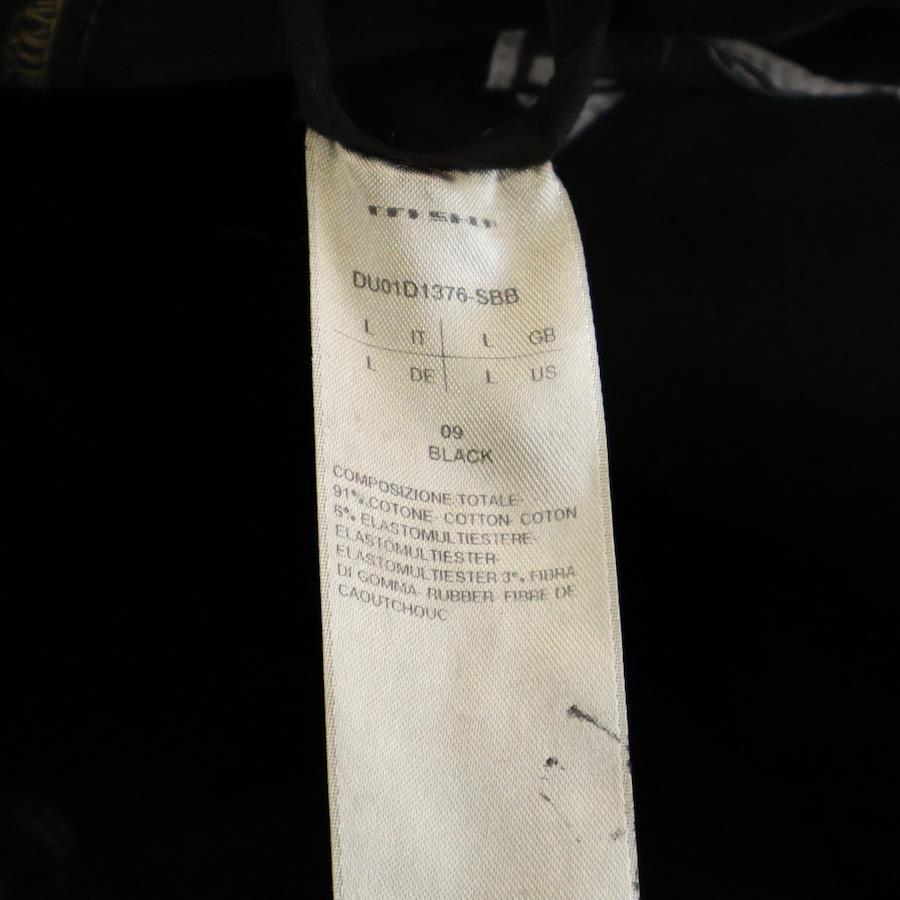 DU01D1376-SBB
L IT L GB
L DE L US
09
BLACK
COMPOSIZIONE TOTALE-
91% COTONE- COTTON- COTON
6% ELASTOMULTIESTERE-
ELASTOMULTIESTER-
ELASTOMULTIESTER 3% FIBRA
DI GOMMA- RUBBER- FIBRE DE
CAOUTCHOUC